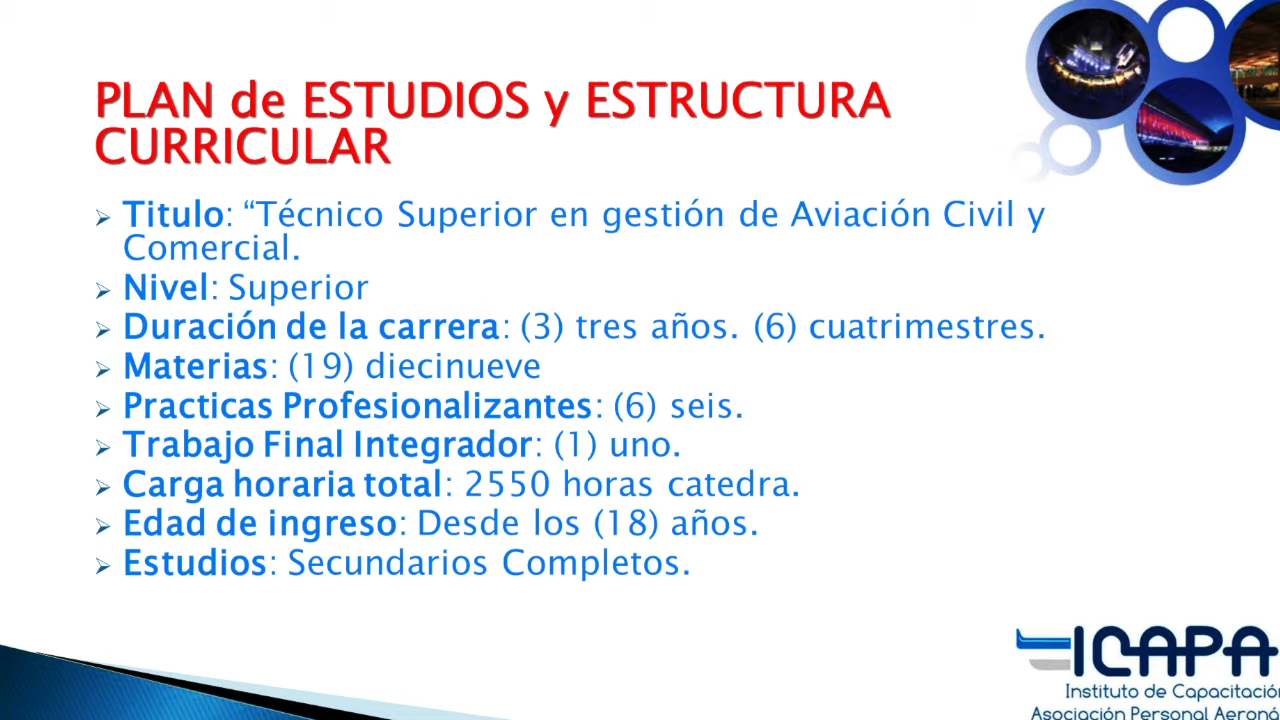 PLAN de ESTUDIOS y ESTRUCTURA
CURRICULAR
➢ Titulo: “Técnico Superior en gestión de Aviación Civil y
Comercial.
➢ Nivel: Superior
➢ Duración de la carrera: (3) tres años. (6) cuatrimestres.
➢ Materias: (19) diecinueve
➢ Practicas Profesionalizantes: (6) seis.
➢ Trabajo Final Integrador: (1) uno.
➢ Carga horaria total: 2550 horas catedra.
➢ Edad de ingreso: Desde los (18) años.
➢ Estudios: Secundarios Completos.
ICAPA
Instituto de Capacitación
Asociación Personal